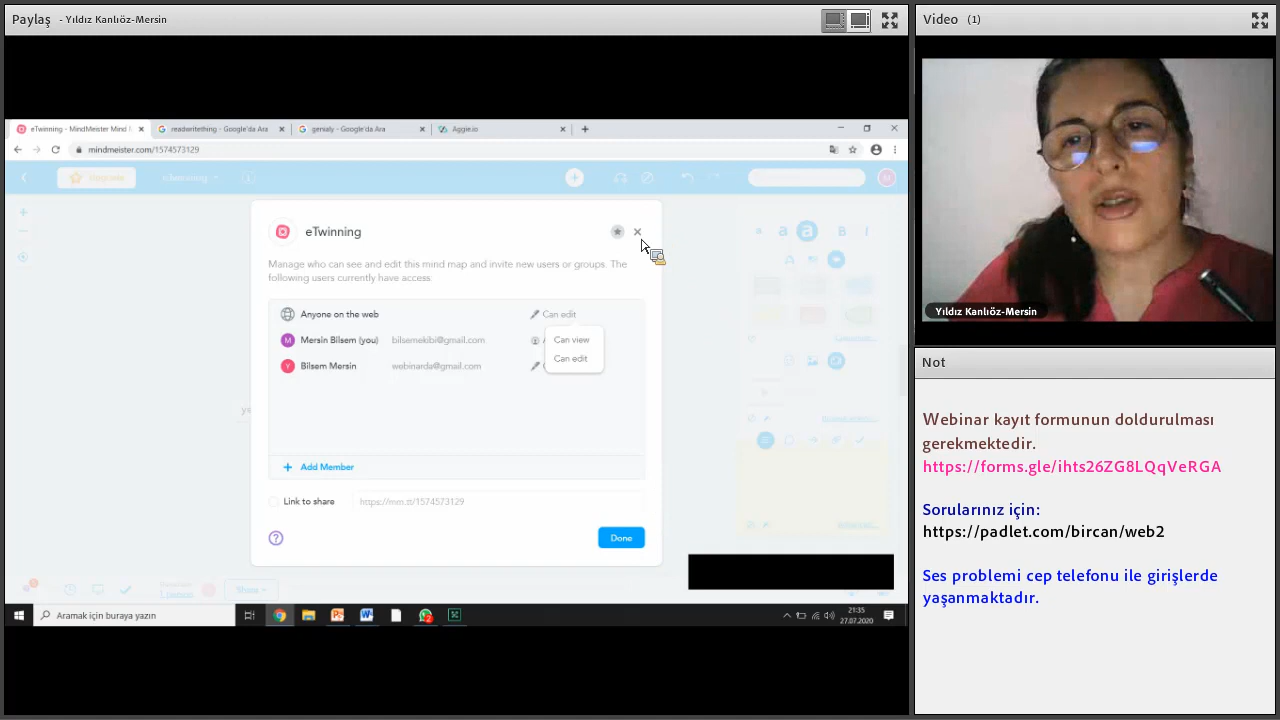 Paylaş - Yıldız Kanlıöz-Mersin
eTwinning - MindMeister Mind M
readwritething - Google'da Ara
genially - Google'da Ara
Aggie.io
mindmeister.com/1574573129
Upgrade
eTwinning
eTwinning
Manage who can see and edit this mind map and invite new users or groups. The
following users currently have access:
Anyone on the web Can edit
Mersin Bilsem (you) bilsemekibi@gmail.com
Bilsem Mersin webinarda@gmail.com
Can view
Can edit
Add Member
Link to share https://mm.tt/1574573129
Done
Share
Aramak için buraya yazın
21:35
27.07.2020
Video (1)
Yıldız Kanlıöz-Mersin
Not
Webinar kayıt formunun doldurulması
gerekmektedir.
https://forms.gle/ihts26ZG8LQqVeRGA
Sorularınız için:
https://padlet.com/bircan/web2
Ses problemi cep telefonu ile girişlerde
yaşanmaktadır.